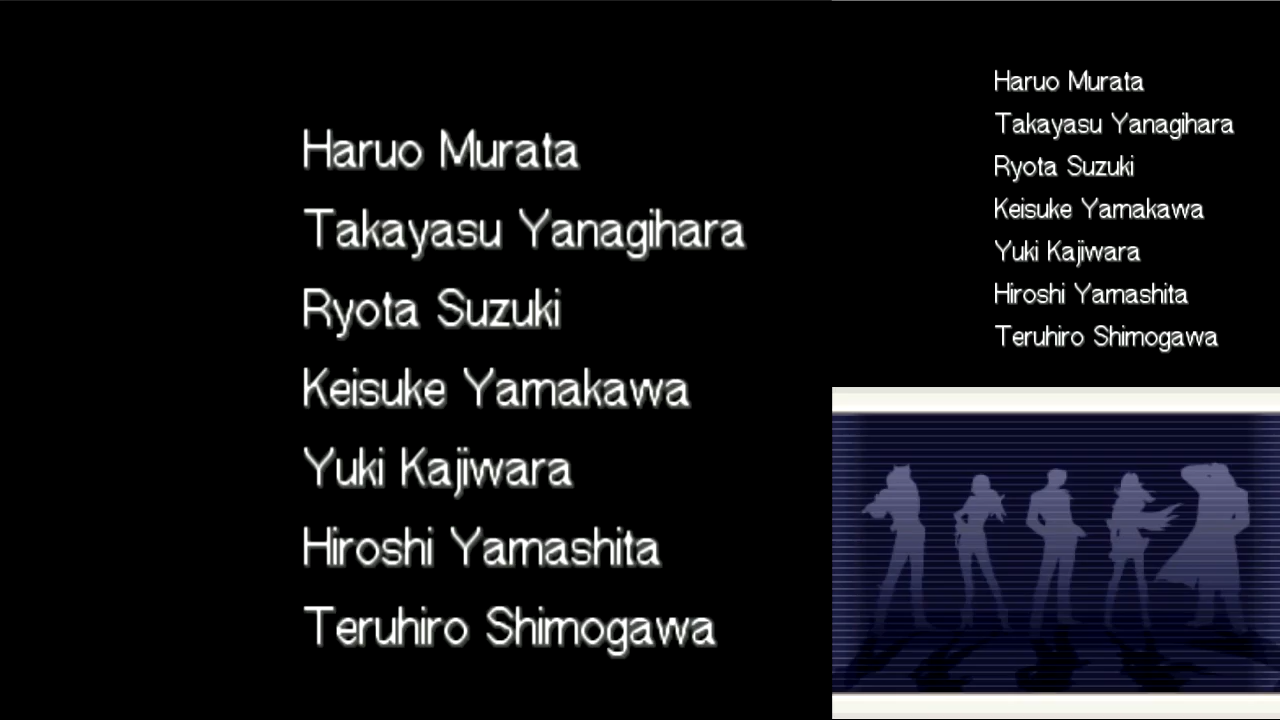 Haruo Murata
Takayasu Yanagihara
Ryota Suzuki
Keisuke Yamakawa
Yuki Kajiwara
Hiroshi Yamashita
Teruhiro Shimogawa
Haruo Murata
Takayasu Yanagihara
Ryota Suzuki
Keisuke Yamakawa
Yuki Kajiwara
Hiroshi Yamashita
Teruhiro Shimogawa